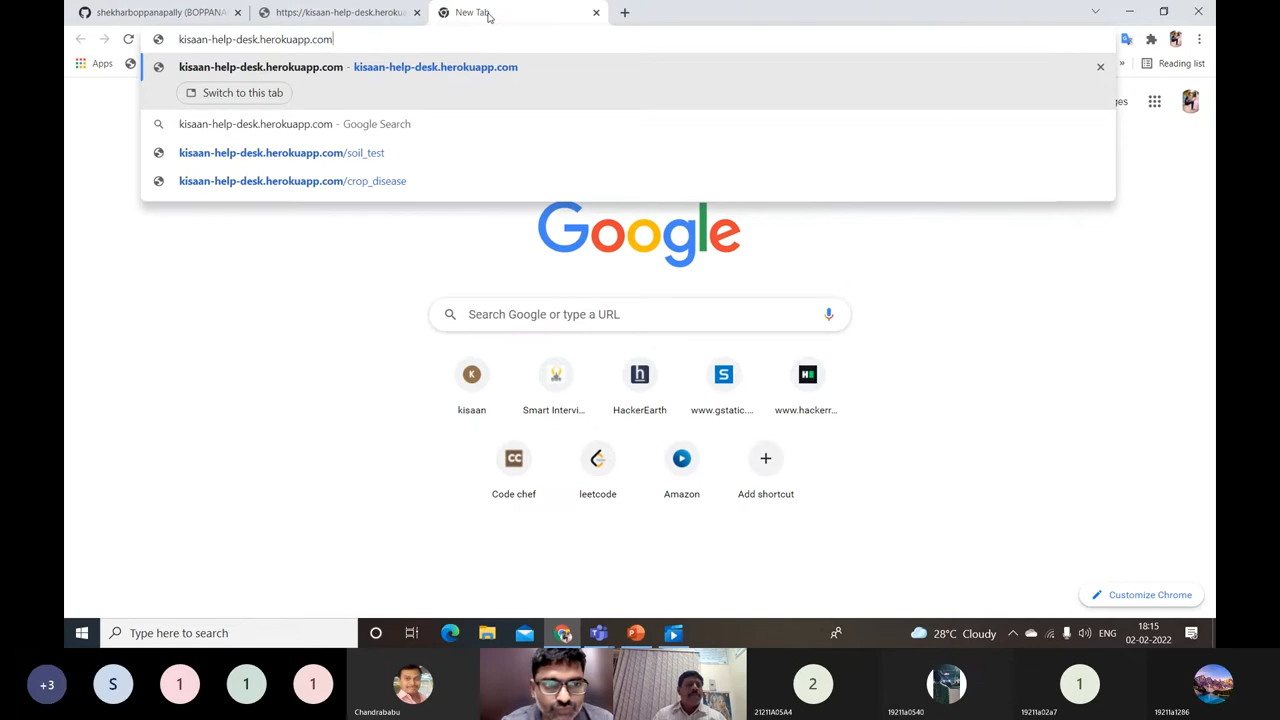 shekharboppanapally (BOPPANA
https://kisaan-help-desk.heroku
New Tab
kisaan-help-desk.herokuapp.com
Apps
kisaan-help-desk.herokuapp.com - kisaan-help-desk.herokuapp.com
Reading list
Switch to this tab
kisaan-help-desk.herokuapp.com - Google Search
kisaan-help-desk.herokuapp.com/soil_test
kisaan-help-desk.herokuapp.com/crop_disease
Google
Search Google or type a URL
K
h
S
H
kisaan
Smart Intervi...
HackerEarth
www.gstatic....
www.hackerr...
CC
Code chef
leetcode
Amazon
Add shortcut
Customize Chrome
Type here to search
28°C Cloudy
ENG
18:15
02-02-2022
+3
S
1
1
1
2
1
Chandrababu
21211A05A4
19211a0540
19211a02a7
19211a1286